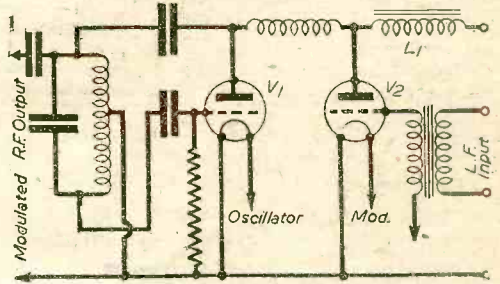 Modulated R.F. Output
V1
V2
L1
Oscillator
Mod.
L.F.
Input